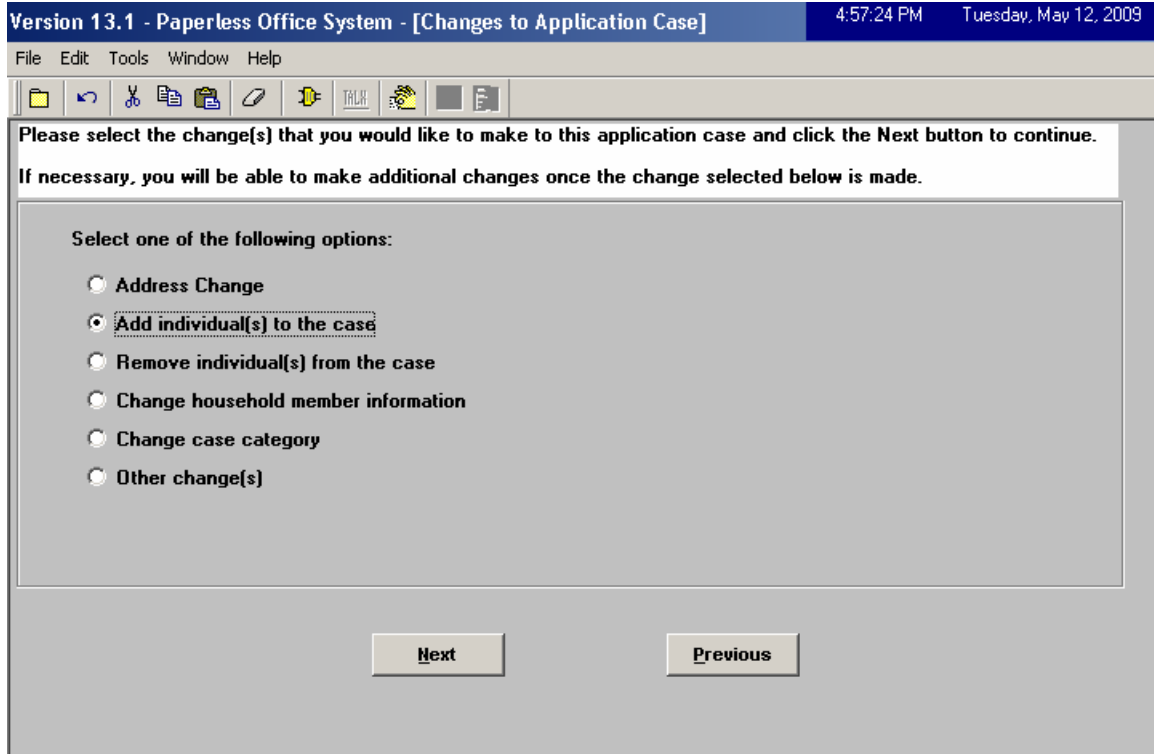 Version 13.1 - Paperless Office System - [Changes to Application Case]
4:57:24 PM Tuesday, May 12, 2009
File Edit Tools Window Help
TALK
Please select the change(s) that you would like to make to this application case and click the Next button to continue.
If necessary, you will be able to make additional changes once the change selected below is made.
Select one of the following options:
Address Change
Add individual(s) to the case
Remove individual(s) from the case
Change household member information
Change case category
Other change(s)
Next Previous